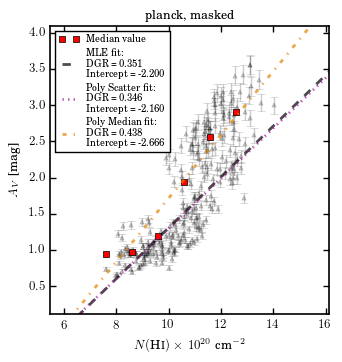 planck, masked
Median value
MLE fit:
DGR = 0.351
Intercept = -2.200
Poly Scatter fit:
DGR = 0.346
Intercept = -2.160
Poly Median fit:
DGR = 0.438
Intercept = -2.666
A_V [mag]
4.0
3.5
3.0
2.5
2.0
1.5
1.0
0.5
6 8 10 12 14 16
N(HI) × 10^20 cm^−2